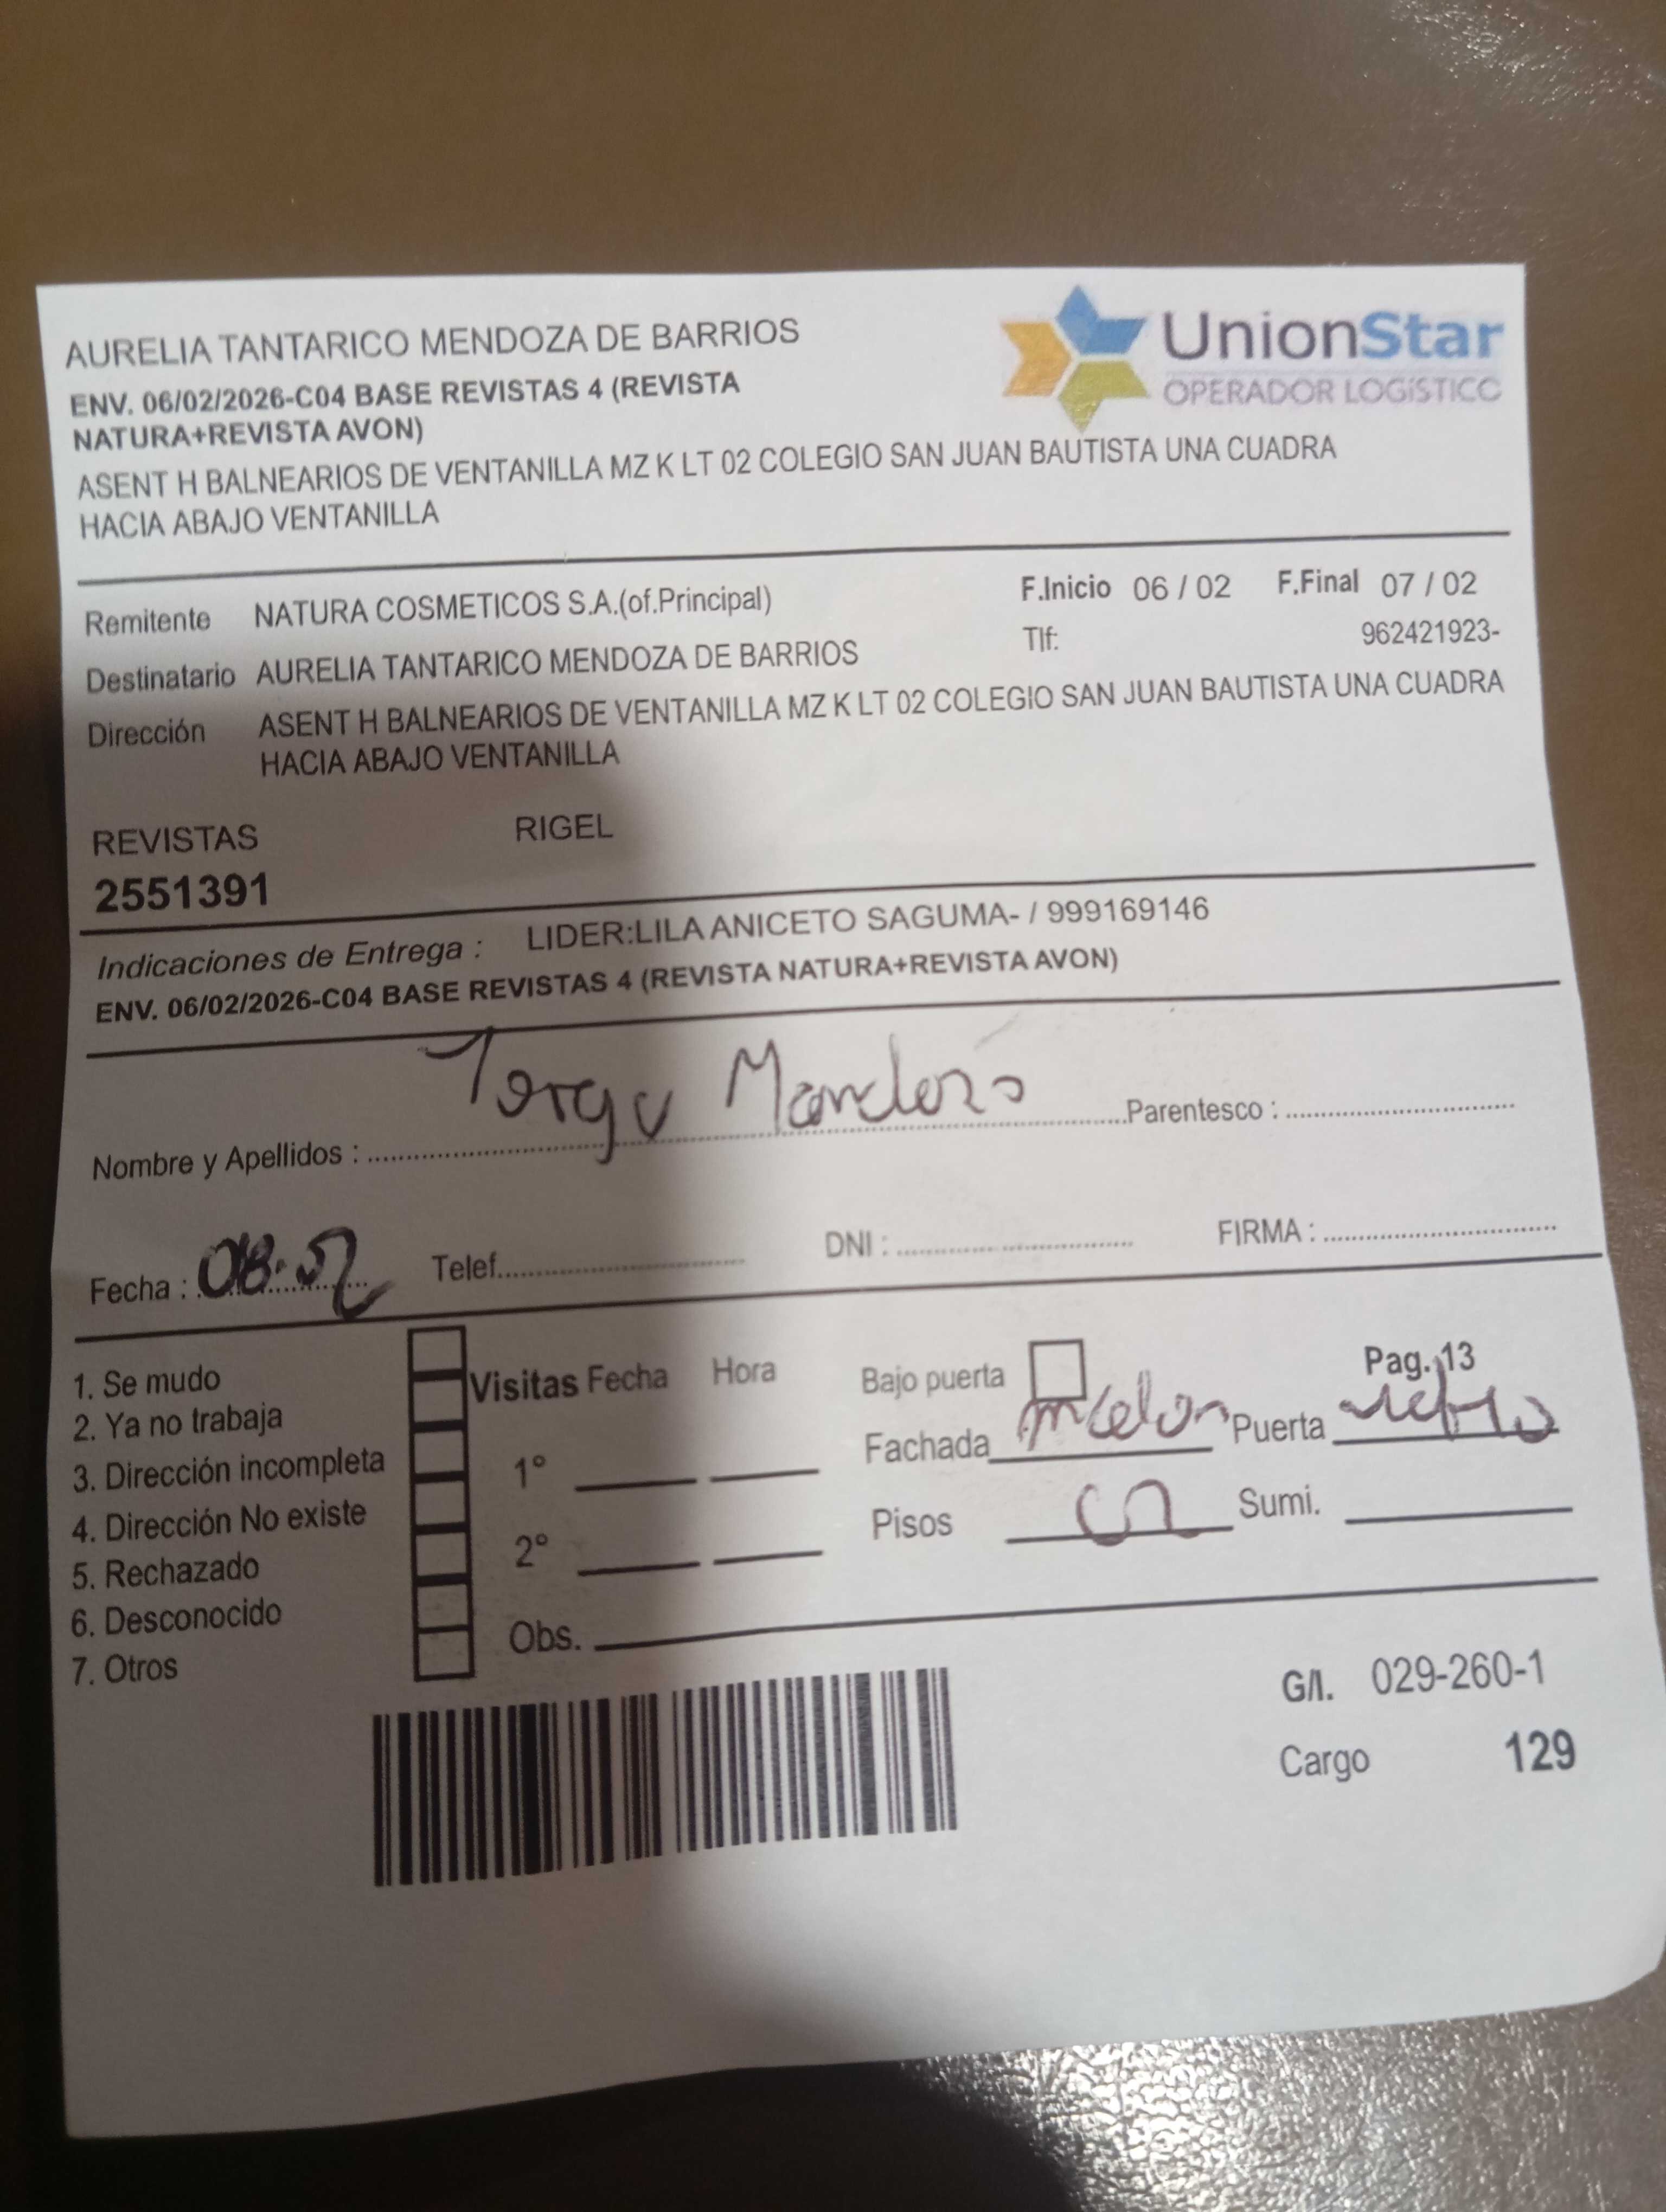 AURELIA TANTARICO MENDOZA DE BARRIOS
UnionStar
OPERADOR LOGÍSTICO
ENV. 06/02/2026-C04 BASE REVISTAS 4 (REVISTA
NATURA+REVISTA AVON)
ASENT H BALNEARIOS DE VENTANILLA MZ K LT 02 COLEGIO SAN JUAN BAUTISTA UNA CUADRA
HACIA ABAJO VENTANILLA
Remitente NATURA COSMETICOS S.A.(of.Principal) F.Inicio 06 / 02 F.Final 07 / 02
Destinatario AURELIA TANTARICO MENDOZA DE BARRIOS Tlf: 962421923-
Dirección ASENT H BALNEARIOS DE VENTANILLA MZ K LT 02 COLEGIO SAN JUAN BAUTISTA UNA CUADRA
HACIA ABAJO VENTANILLA
REVISTAS RIGEL
2551391
Indicaciones de Entrega : LIDER:LILA ANICETO SAGUMA- / 999169146
ENV. 06/02/2026-C04 BASE REVISTAS 4 (REVISTA NATURA+REVISTA AVON)
Nombre y Apellidos : Parentesco :
Fecha : 08.02 Telef. DNI : FIRMA :
1. Se mudo
2. Ya no trabaja
3. Dirección incompleta
4. Dirección No existe
5. Rechazado
6. Desconocido
7. Otros
Visitas Fecha Hora
1°
2°
Obs.
Bajo puerta Pag. 13
Fachada melon Puerta
Pisos Sumi.
G/I. 029-260-1
Cargo 129